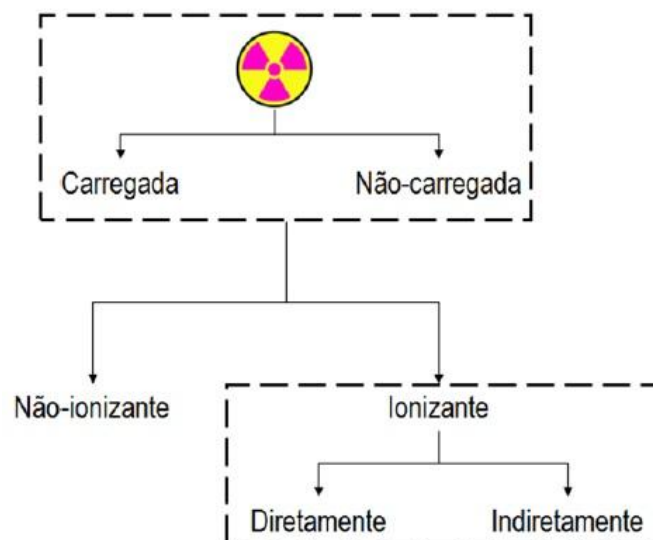 Carregada
Não-carregada
Não-ionizante
Ionizante
Diretamente
Indiretamente